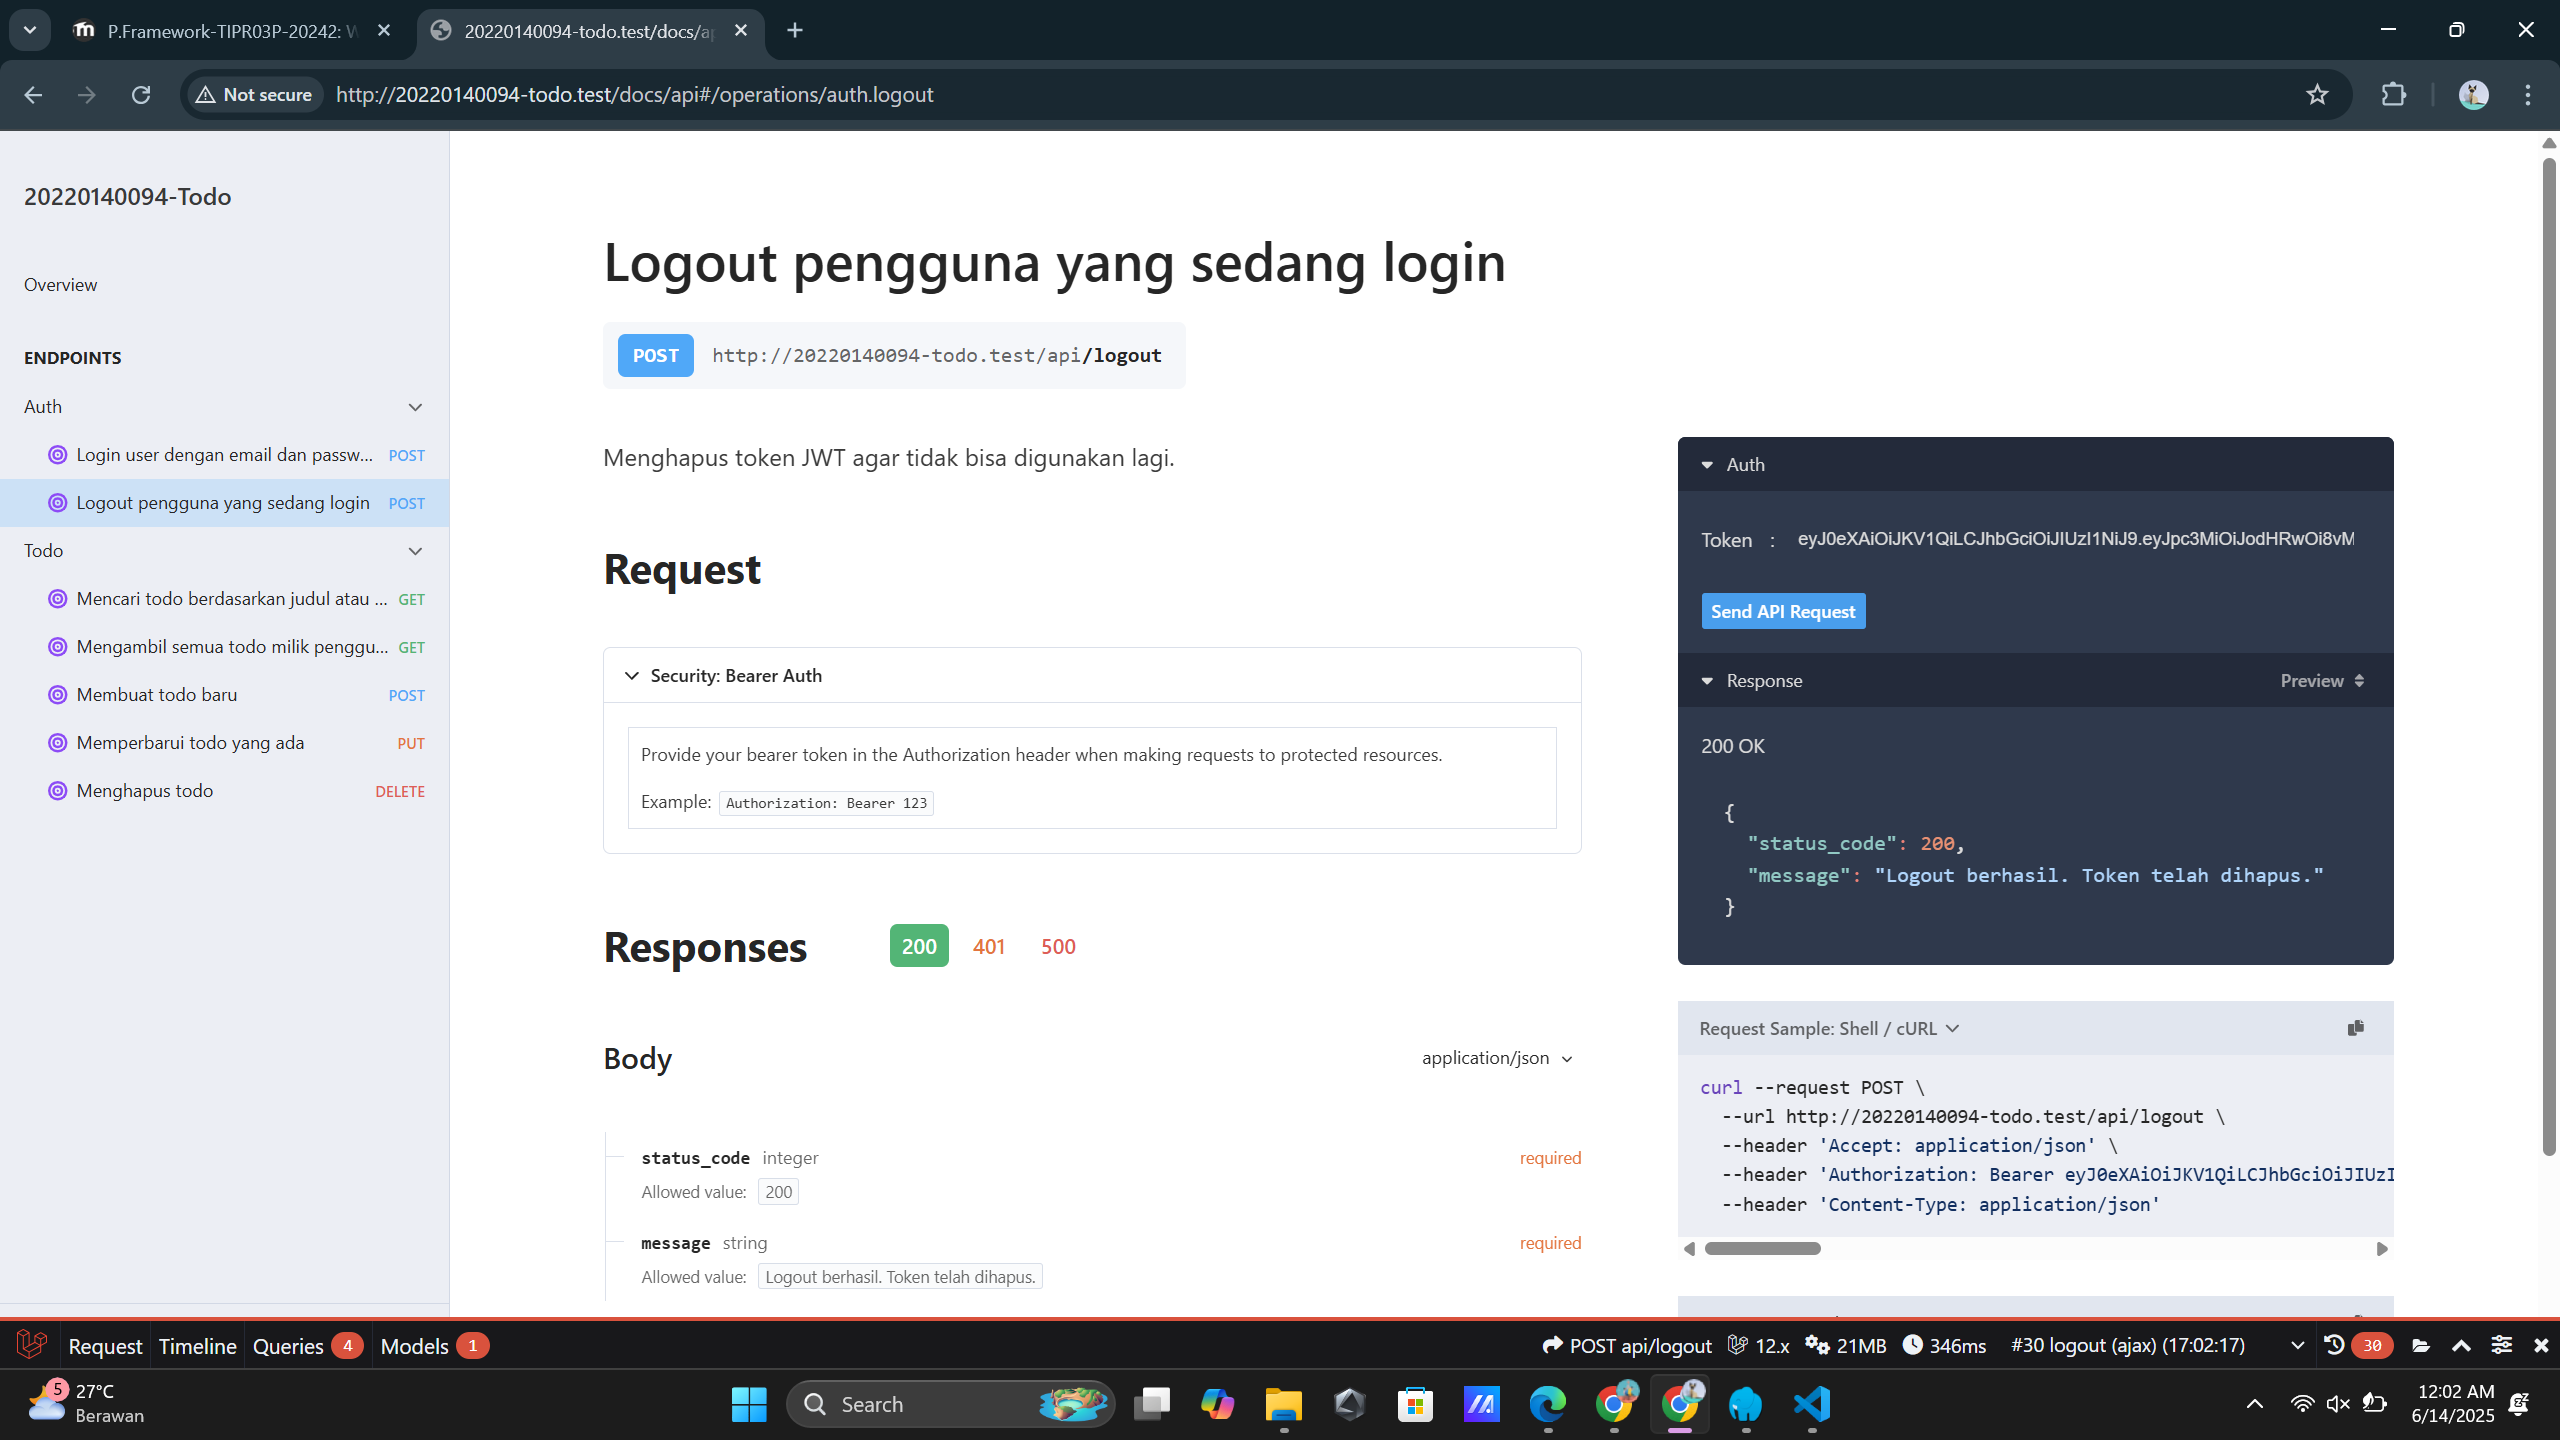 P.Framework-TIPR03P-20242: W
20220140094-todo.test/docs/ap
Not secure
http://20220140094-todo.test/docs/api#/operations/auth.logout
20220140094-Todo
Overview
ENDPOINTS
Auth
Login user dengan email dan passw... POST
Logout pengguna yang sedang login POST
Todo
Mencari todo berdasarkan judul atau ... GET
Mengambil semua todo milik penggu... GET
Membuat todo baru POST
Memperbarui todo yang ada PUT
Menghapus todo DELETE
Logout pengguna yang sedang login
POST http://20220140094-todo.test/api/logout
Menghapus token JWT agar tidak bisa digunakan lagi.
Request
Security: Bearer Auth
Provide your bearer token in the Authorization header when making requests to protected resources.
Example: Authorization: Bearer 123
Responses 200 401 500
Body application/json
status_code integer required
Allowed value: 200
message string required
Allowed value: Logout berhasil. Token telah dihapus.
Auth
Token : eyJ0eXAiOiJKV1QiLCJhbGciOiJIUzI1NiJ9.eyJpc3MiOiJodHRwOi8vM
Send API Request
Response Preview
200 OK
{
"status_code": 200,
"message": "Logout berhasil. Token telah dihapus."
}
Request Sample: Shell / cURL
curl --request POST \
--url http://20220140094-todo.test/api/logout \
--header 'Accept: application/json' \
--header 'Authorization: Bearer eyJ0eXAiOiJKV1QiLCJhbGciOiJIUzI
--header 'Content-Type: application/json'
Request Timeline Queries 4 Models 1 POST api/logout 12.x 21MB 346ms #30 logout (ajax) (17:02:17) 30
5 27°C
Berawan
Search
12:02 AM
6/14/2025